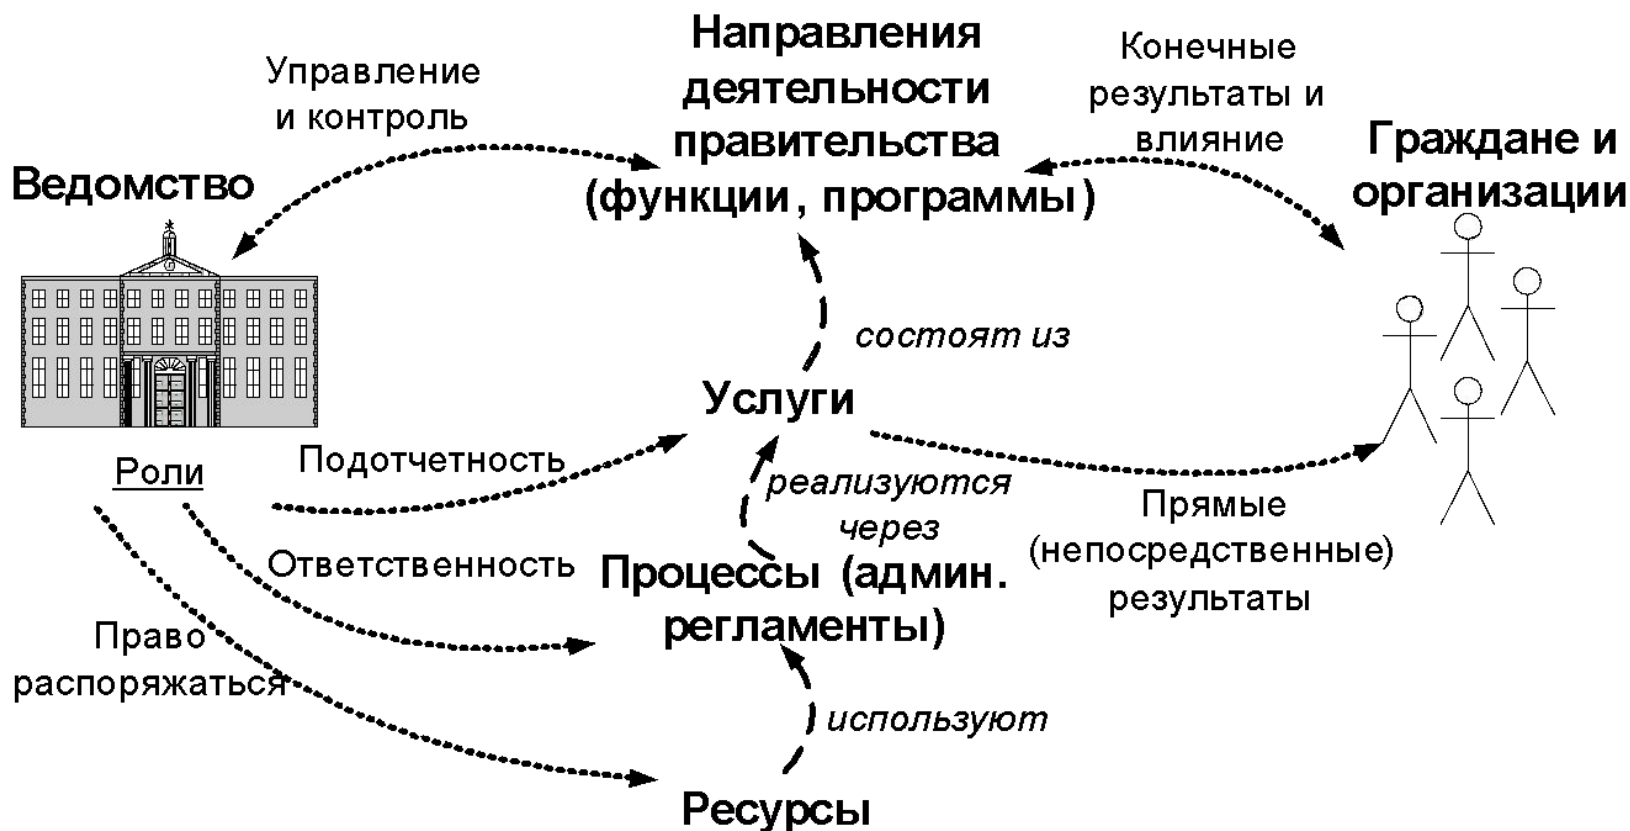 Направления
деятельности
правительства
(функции, программы)
Управление
и контроль
Конечные
результаты и
влияние
Граждане и
организации
Ведомство
состоят из
Услуги
Роли
Подотчетность
реализуются
через
Прямые
(непосредственные)
результаты
Ответственность
Процессы (админ.
регламенты)
Право
распоряжаться
используют
Ресурсы